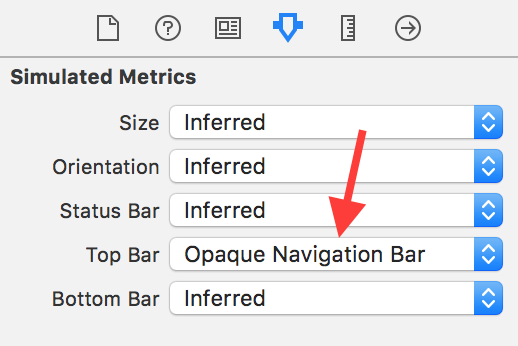 Simulated Metrics
Size Inferred
Orientation Inferred
Status Bar Inferred
Top Bar Opaque Navigation Bar
Bottom Bar Inferred